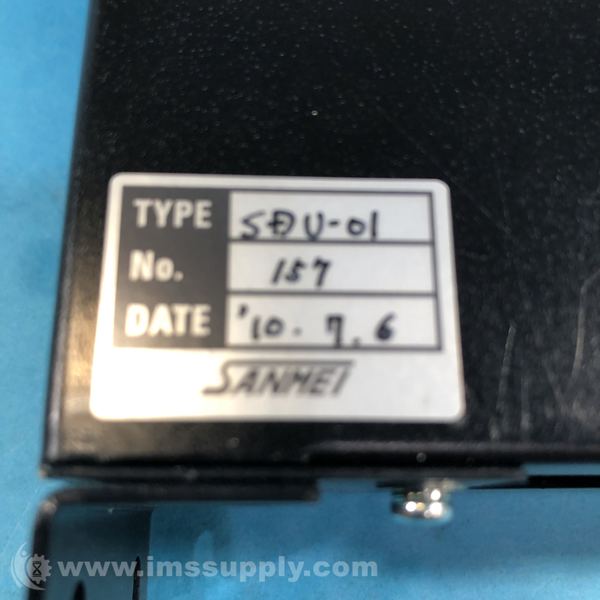 TYPE SDU-01
No. 157
DATE '10. 7. 6
SANMEI
www.imssupply.com